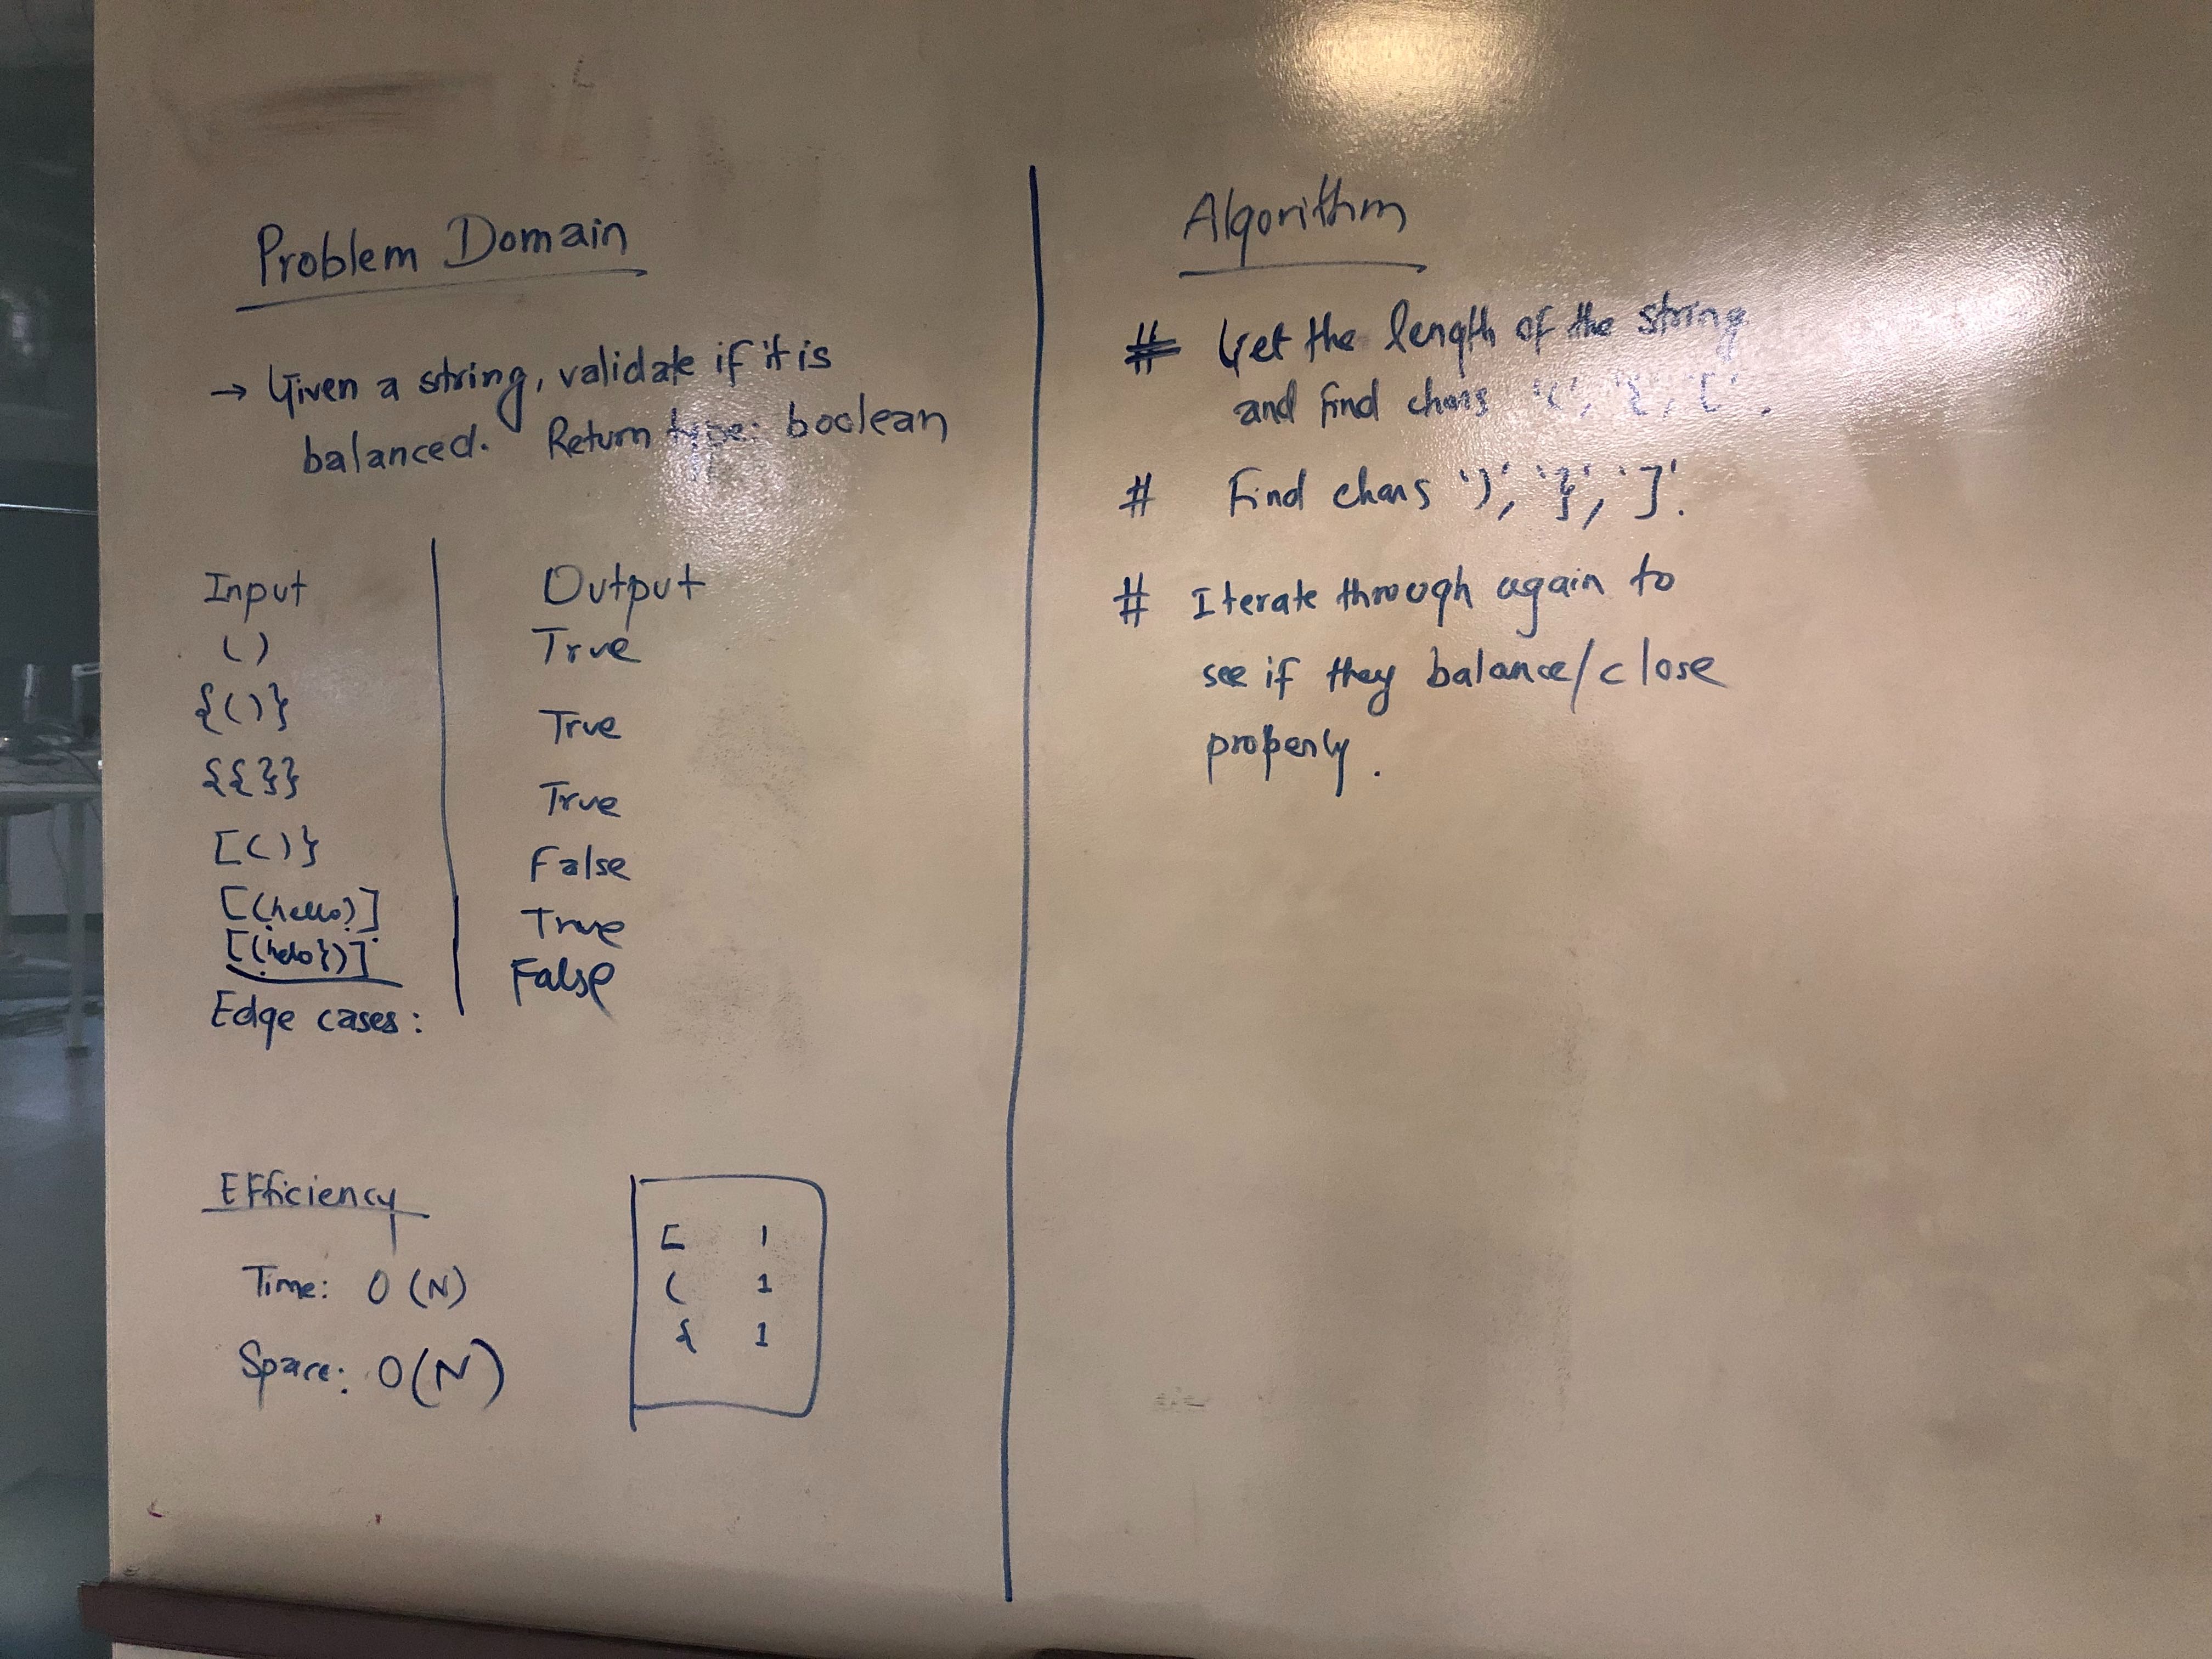 Problem Domain
→ Given a string, validate if it is
balanced. Return type: boolean
Input | Output
() | True
{()} | True
{{}} | True
[()} | False
[(hello)] | True
[(helo})] | False
Edge cases:
Efficiency
Time: O(N)
Space: O(N)
[ 1
( 1
{ 1
Algorithm
# Get the length of the string
and find chars '(', '{', '['.
# Find chars ')', '}', ']'.
# Iterate through again to
see if they balance/close
properly.